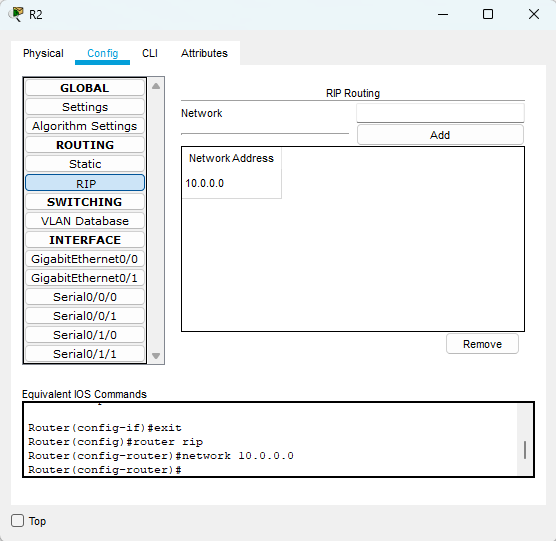 R2
Physical
Config
CLI
Attributes
GLOBAL
Settings
Algorithm Settings
ROUTING
Static
RIP
SWITCHING
VLAN Database
INTERFACE
GigabitEthernet0/0
GigabitEthernet0/1
Serial0/0/0
Serial0/0/1
Serial0/1/0
Serial0/1/1
RIP Routing
Network
Add
Network Address
10.0.0.0
Remove
Equivalent IOS Commands
Router(config-if)#exit
Router(config)#router rip
Router(config-router)#network 10.0.0.0
Router(config-router)#
Top